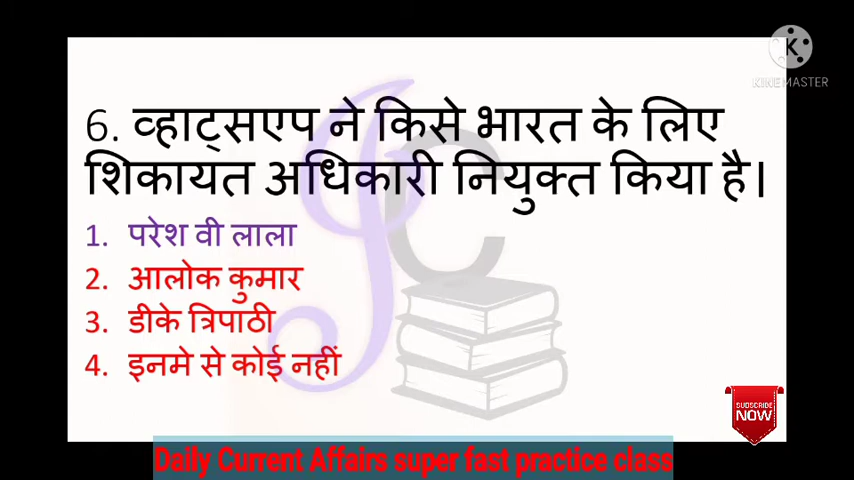 K
KINEMASTER
6. व्हाट्सएप ने किसे भारत के लिए
शिकायत अधिकारी नियुक्त किया है।
1. परेश वी लाला
2. आलोक कुमार
3. डीके त्रिपाठी
4. इनमे से कोई नहीं
SUBSCRIBE
NOW
Daily Current Affairs super fast practice class